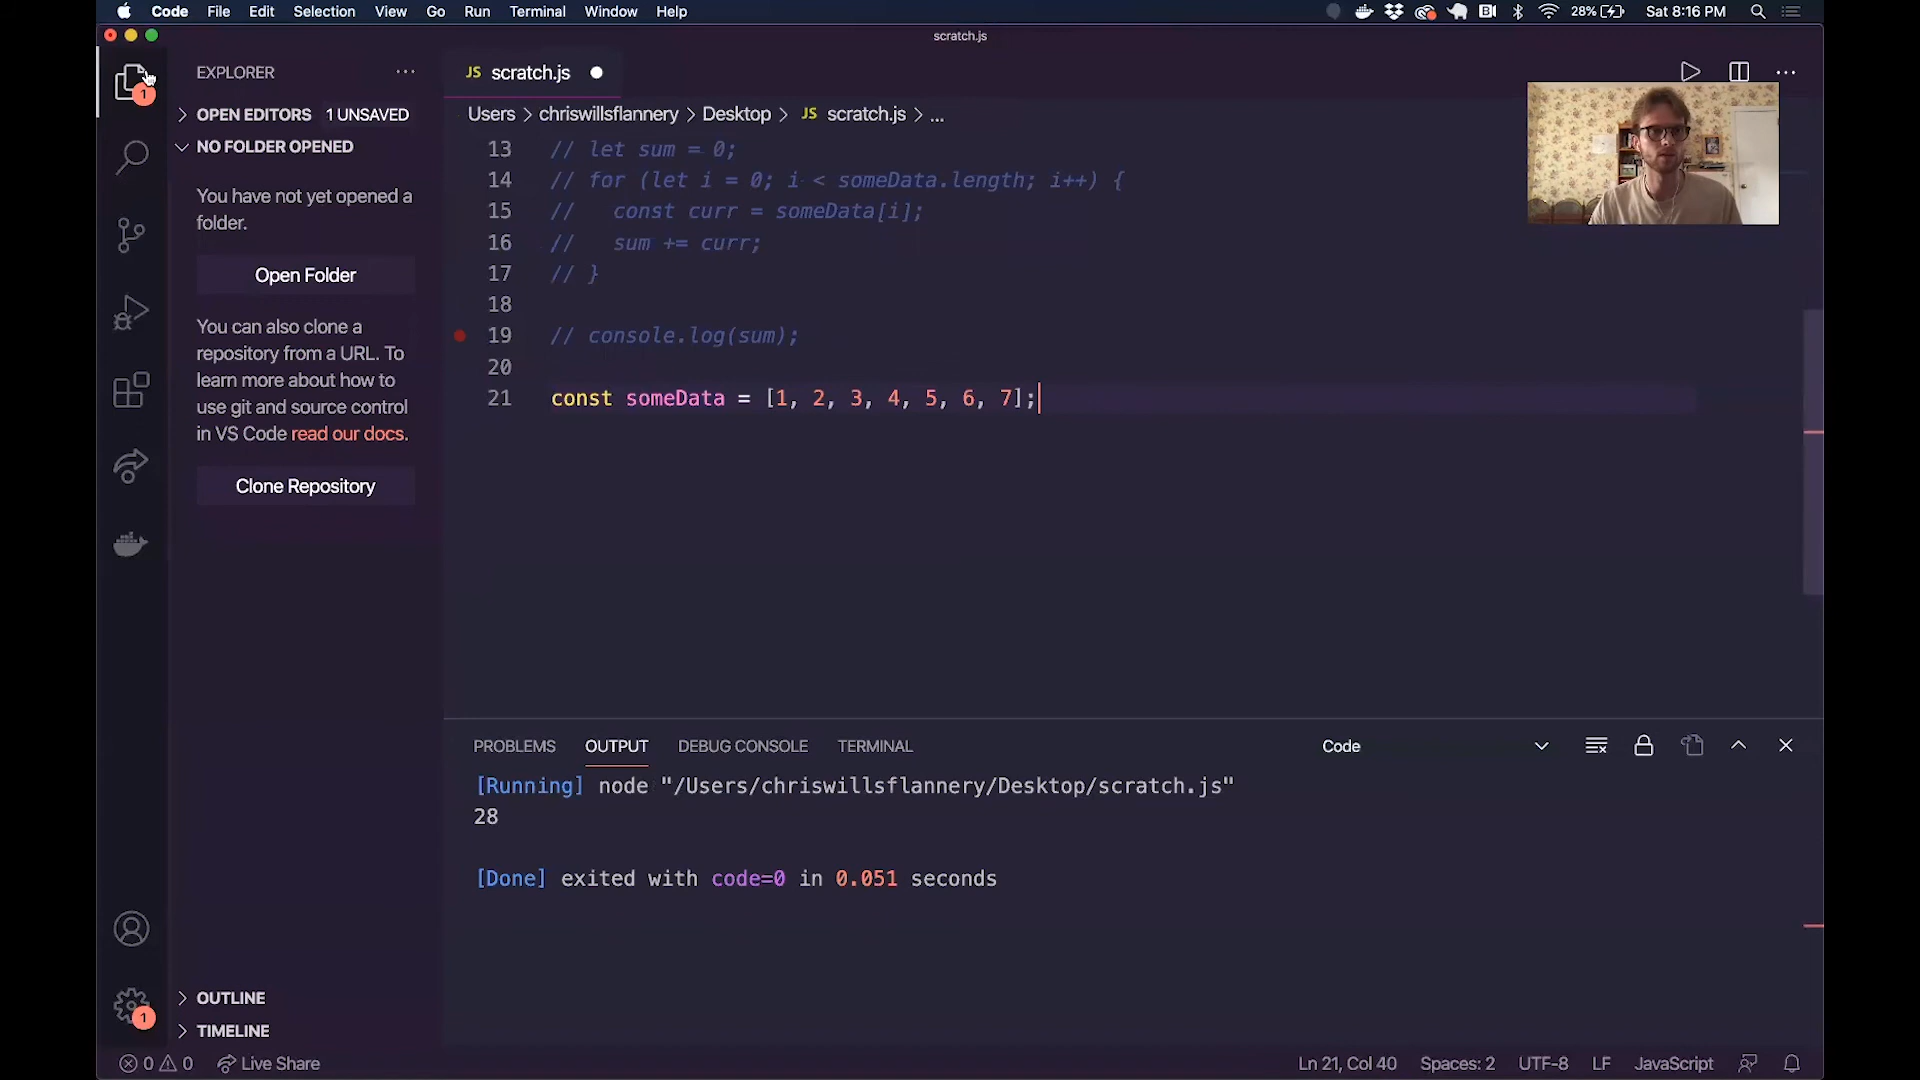 Code File Edit Selection View Go Run Terminal Window Help 28% Sat 8:16 PM
scratch.js
EXPLORER
JS scratch.js
1
OPEN EDITORS 1 UNSAVED
Users > chriswillsflannery > Desktop > JS scratch.js > ...
NO FOLDER OPENED
You have not yet opened a
folder.
Open Folder
You can also clone a
repository from a URL. To
learn more about how to
use git and source control
in VS Code read our docs.
Clone Repository
13 // let sum = 0;
14 // for (let i = 0; i < someData.length; i++) {
15 //   const curr = someData[i];
16 //   sum += curr;
17 // }
18
19 // console.log(sum);
20
21 const someData = [1, 2, 3, 4, 5, 6, 7];
PROBLEMS OUTPUT DEBUG CONSOLE TERMINAL Code
[Running] node "/Users/chriswillsflannery/Desktop/scratch.js"
28
[Done] exited with code=0 in 0.051 seconds
OUTLINE
1
TIMELINE
0 0 Live Share Ln 21, Col 40 Spaces: 2 UTF-8 LF JavaScript